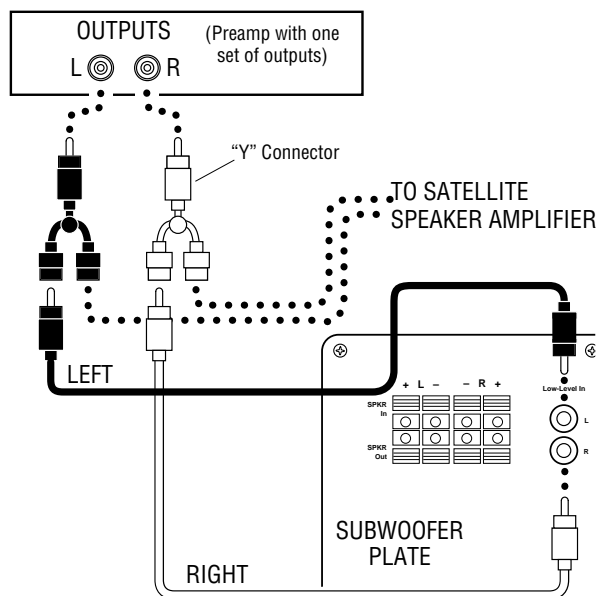 OUTPUTS
(Preamp with one
set of outputs)
L R
“Y” Connector
TO SATELLITE
SPEAKER AMPLIFIER
LEFT
+ L – – R +
Low-Level In
SPKR
In
L
SPKR
Out
R
SUBWOOFER
PLATE
RIGHT